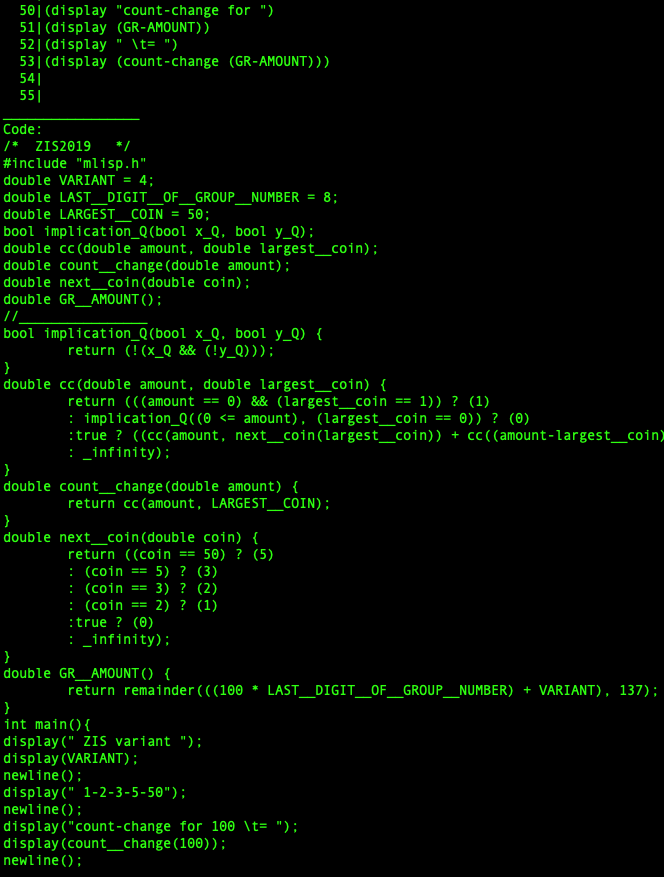 50|(display "count-change for ")
51|(display (GR-AMOUNT))
52|(display " \t= ")
53|(display (count-change (GR-AMOUNT)))
54|
55|
_________________
Code:
/*  ZIS2019   */
#include "mlisp.h"
double VARIANT = 4;
double LAST__DIGIT__OF__GROUP__NUMBER = 8;
double LARGEST__COIN = 50;
bool implication_Q(bool x_Q, bool y_Q);
double cc(double amount, double largest__coin);
double count__change(double amount);
double next__coin(double coin);
double GR__AMOUNT();
//________________
bool implication_Q(bool x_Q, bool y_Q) {
        return (!(x_Q && (!y_Q)));
}
double cc(double amount, double largest__coin) {
        return (((amount == 0) && (largest__coin == 1)) ? (1)
        : implication_Q((0 <= amount), (largest__coin == 0)) ? (0)
        :true ? ((cc(amount, next__coin(largest__coin)) + cc((amount-largest__coin)
        : _infinity);
}
double count__change(double amount) {
        return cc(amount, LARGEST__COIN);
}
double next__coin(double coin) {
        return ((coin == 50) ? (5)
        : (coin == 5) ? (3)
        : (coin == 3) ? (2)
        : (coin == 2) ? (1)
        :true ? (0)
        : _infinity);
}
double GR__AMOUNT() {
        return remainder(((100 * LAST__DIGIT__OF__GROUP__NUMBER) + VARIANT), 137);
}
int main(){
display(" ZIS variant ");
display(VARIANT);
newline();
display(" 1-2-3-5-50");
newline();
display("count-change for 100 \t= ");
display(count__change(100));
newline();